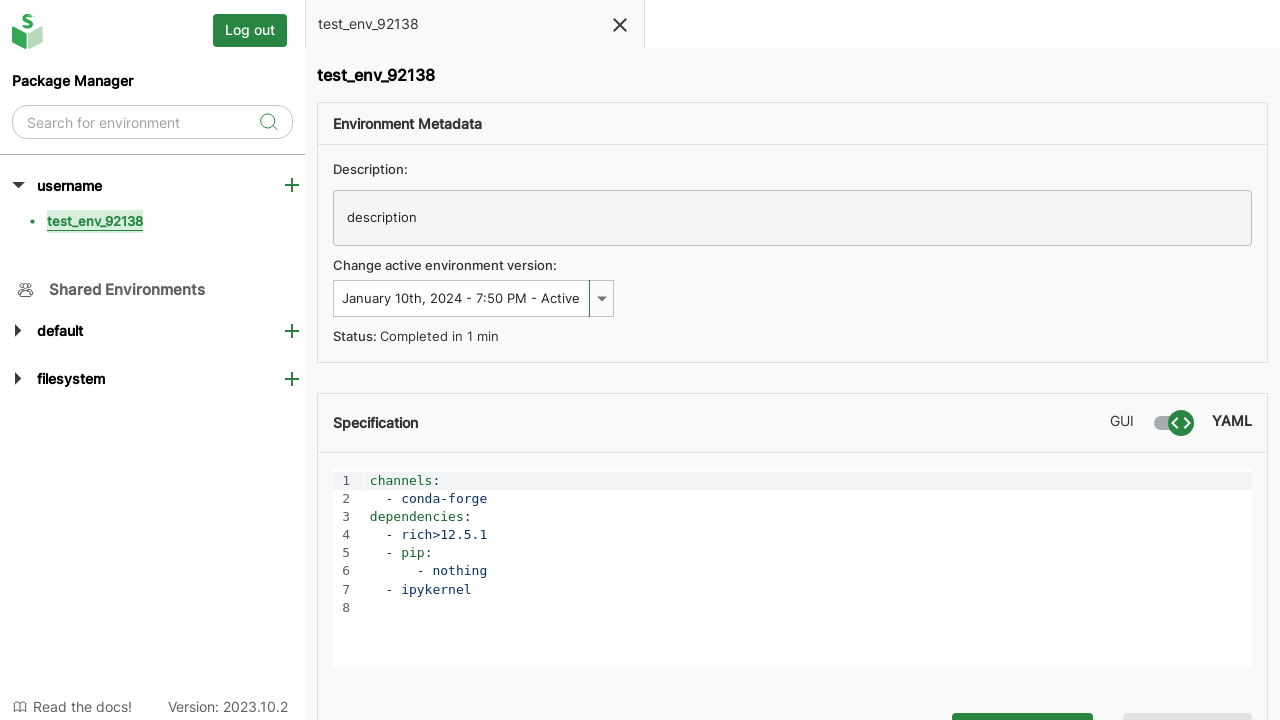 Log out
Package Manager
Search for environment
username
• test_env_92138
Shared Environments
default
filesystem
Read the docs!
Version: 2023.10.2
test_env_92138
test_env_92138
Environment Metadata
Description:
description
Change active environment version:
January 10th, 2024 - 7:50 PM - Active
Status: Completed in 1 min
Specification
GUI
YAML
1 channels:
2   - conda-forge
3 dependencies:
4   - rich>12.5.1
5   - pip:
6       - nothing
7   - ipykernel
8